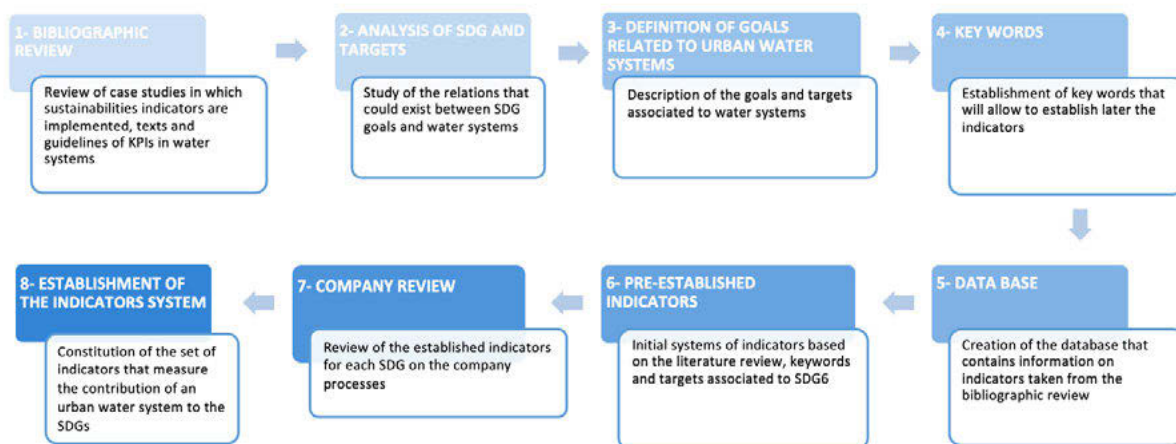 1- BIBLIOGRAPHIC
REVIEW
Review of case studies in which
sustainabilities indicators are
implemented, texts and
guidelines of KPIs in water
systems
2- ANALYSIS OF SDG AND
TARGETS
Study of the relations that
could exist between SDG
goals and water systems
3- DEFINITION OF GOALS
RELATED TO URBAN WATER
SYSTEMS
Description of the goals and targets
associated to water systems
4- KEY WORDS
Establishment of key words that
will allow to establish later the
indicators
5- DATA BASE
Creation of the database that
contains information on
indicators taken from the
bibliographic review
6- PRE-ESTABLISHED
INDICATORS
Initial systems of indicators based
on the literature review, keywords
and targets associated to SDG6
7- COMPANY REVIEW
Review of the established indicators
for each SDG on the company
processes
8- ESTABLISHMENT OF
THE INDICATORS SYSTEM
Constitution of the set of
indicators that measure the
contribution of an
urban water system to the
SDGs